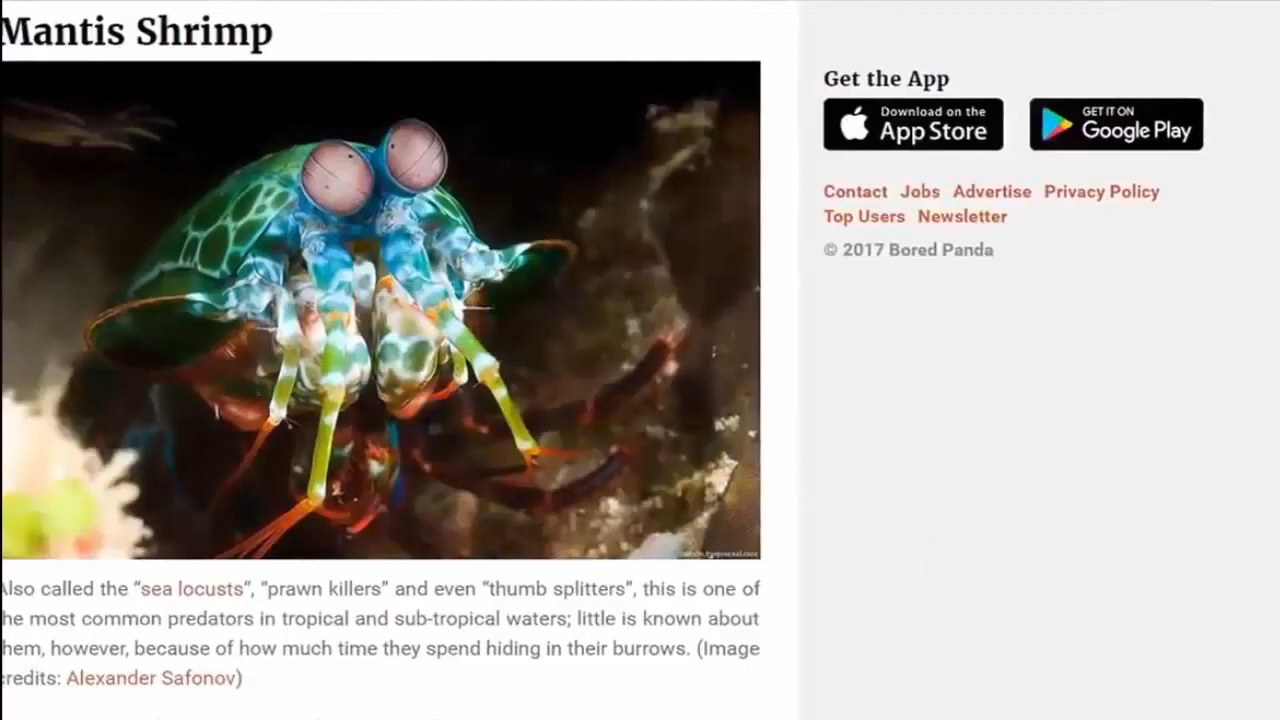 Mantis Shrimp
Get the App
Download on the
App Store
GET IT ON
Google Play
Contact Jobs Advertise Privacy Policy
Top Users Newsletter
© 2017 Bored Panda
Also called the “sea locusts“, “prawn killers” and even “thumb splitters”, this is one of
he most common predators in tropical and sub-tropical waters; little is known about
hem, however, because of how much time they spend hiding in their burrows. (Image
credits: Alexander Safonov)